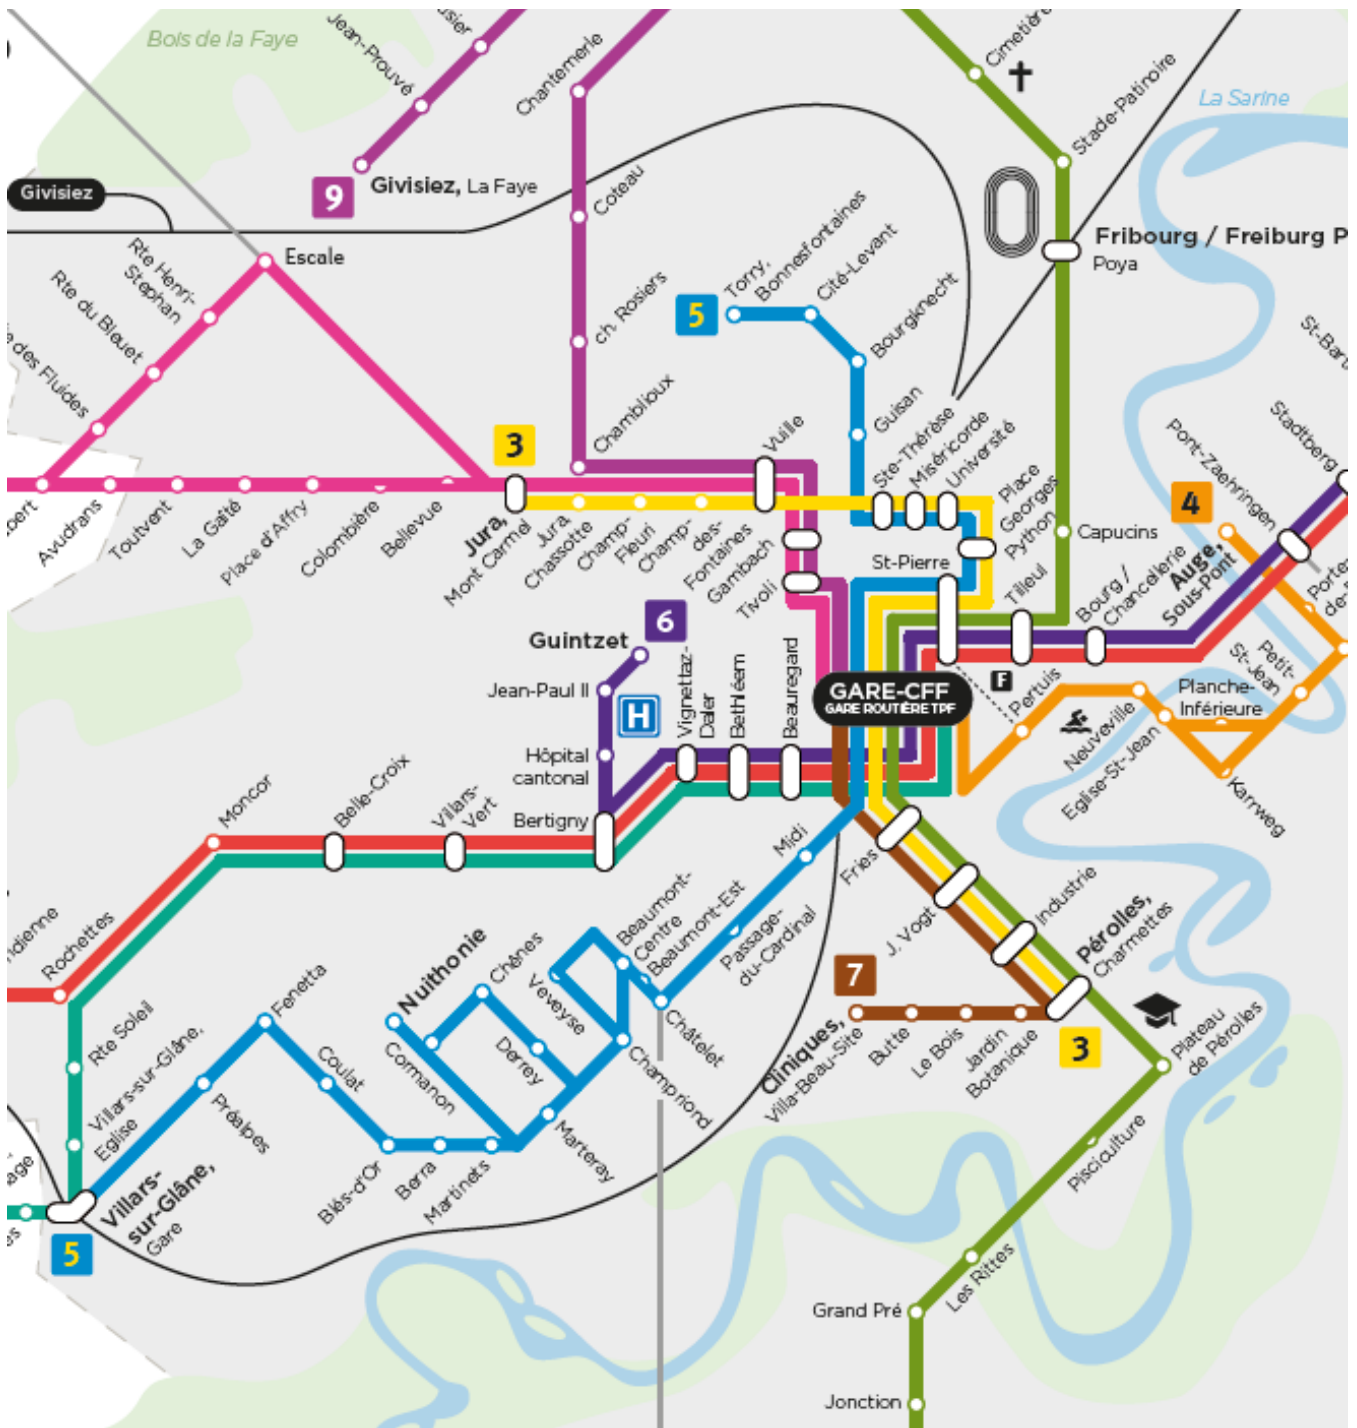 Bois de la Faye
Jean-Prouvé
Chantemerle
Cimetière
Stade-Patinoire
La Sarine
Givisiez
9
Givisiez, La Faye
Coteau
Fribourg / Freiburg P
Poya
Escale
Rte Henri-
Stephan
Rte du Bleuet
e des Fluides
ch. Rosiers
5
Torry,
Bonnesfontaines
Cité-Levant
Bourgknecht
Guisan
Chamblioux
3
Vuille
Ste-Thérèse
Miséricorde
Université
Place
Georges
Python
St-Bart
Stadtberg
Pont-Zaehringen
4
Avudrans
Toutvent
La Gaîté
Place d'Affry
Colombière
Bellevue
Jura,
Mont Carmel
Jura,
Chassotte
Champ-
Fleuri
Champ-
des-
Fontaines
Gambach
Tivoli
St-Pierre
Capucins
Tilleul
Bourg /
Chancellerie
Auge,
Sous-Pont
Petit-
St-Jean
6
Guintzet
Jean-Paul II
H
Hôpital
cantonal
Bertigny
Vignettaz-
Daler
Bethléem
Beauregard
GARE-CFF
GARE ROUTIÈRE TPF
F
Pertuis
Neuveville
Eglise-St-Jean
Planche-
Inférieure
Karrweg
Moncor
Belle-Croix
Villars-
Vert
Midi
Fries
J. Vogt
Industrie
Pérolles,
Charmettes
Rochettes
Rte Soleil
Villars-sur-Glâne,
Eglise
Fenetta
Préalpes
Coulat
Nuithonie
Chênes
Veveyse
Beaumont-
Centre
Beaumont-Est
Passage-
du-Cardinal
Châtelet
Cormanon
Derrey
Champriond
Marteray
Blés-d'Or
Berra
Martinets
7
Cliniques,
Villa-Beau-Site
Butte
Le Bois
Jardin
Botanique
3
Plateau
de Pérolles
Pisciculture
Les Rittes
Grand Pré
Jonction
Villars-
sur-Glâne,
Gare
5